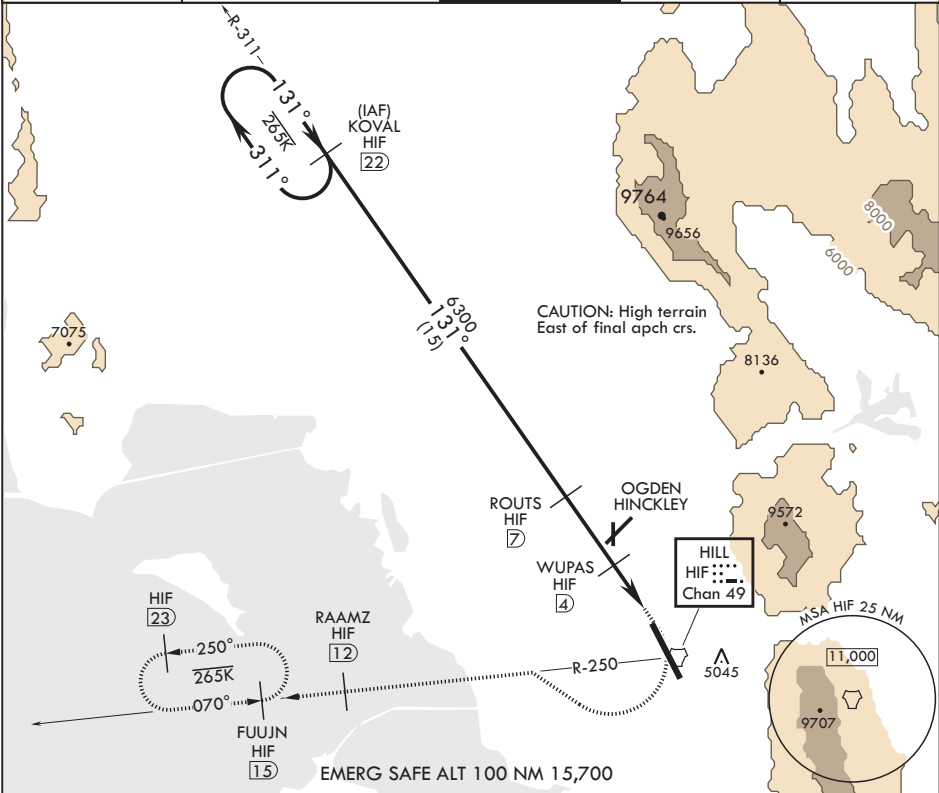 R-311
131°
265K
311°
(IAF)
KOVAL
HIF
22
9764
9656
8000
6000
6300
131°
(15)
CAUTION: High terrain
East of final apch crs.
7075
8136
ROUTS
HIF
7
OGDEN
HINCKLEY
9572
WUPAS
HIF
4
HILL
HIF
Chan 49
MSA HIF 25 NM
11,000
9707
5045
HIF
23
250°
265K
070°
RAAMZ
HIF
12
R-250
FUUJN
HIF
15
EMERG SAFE ALT 100 NM 15,700